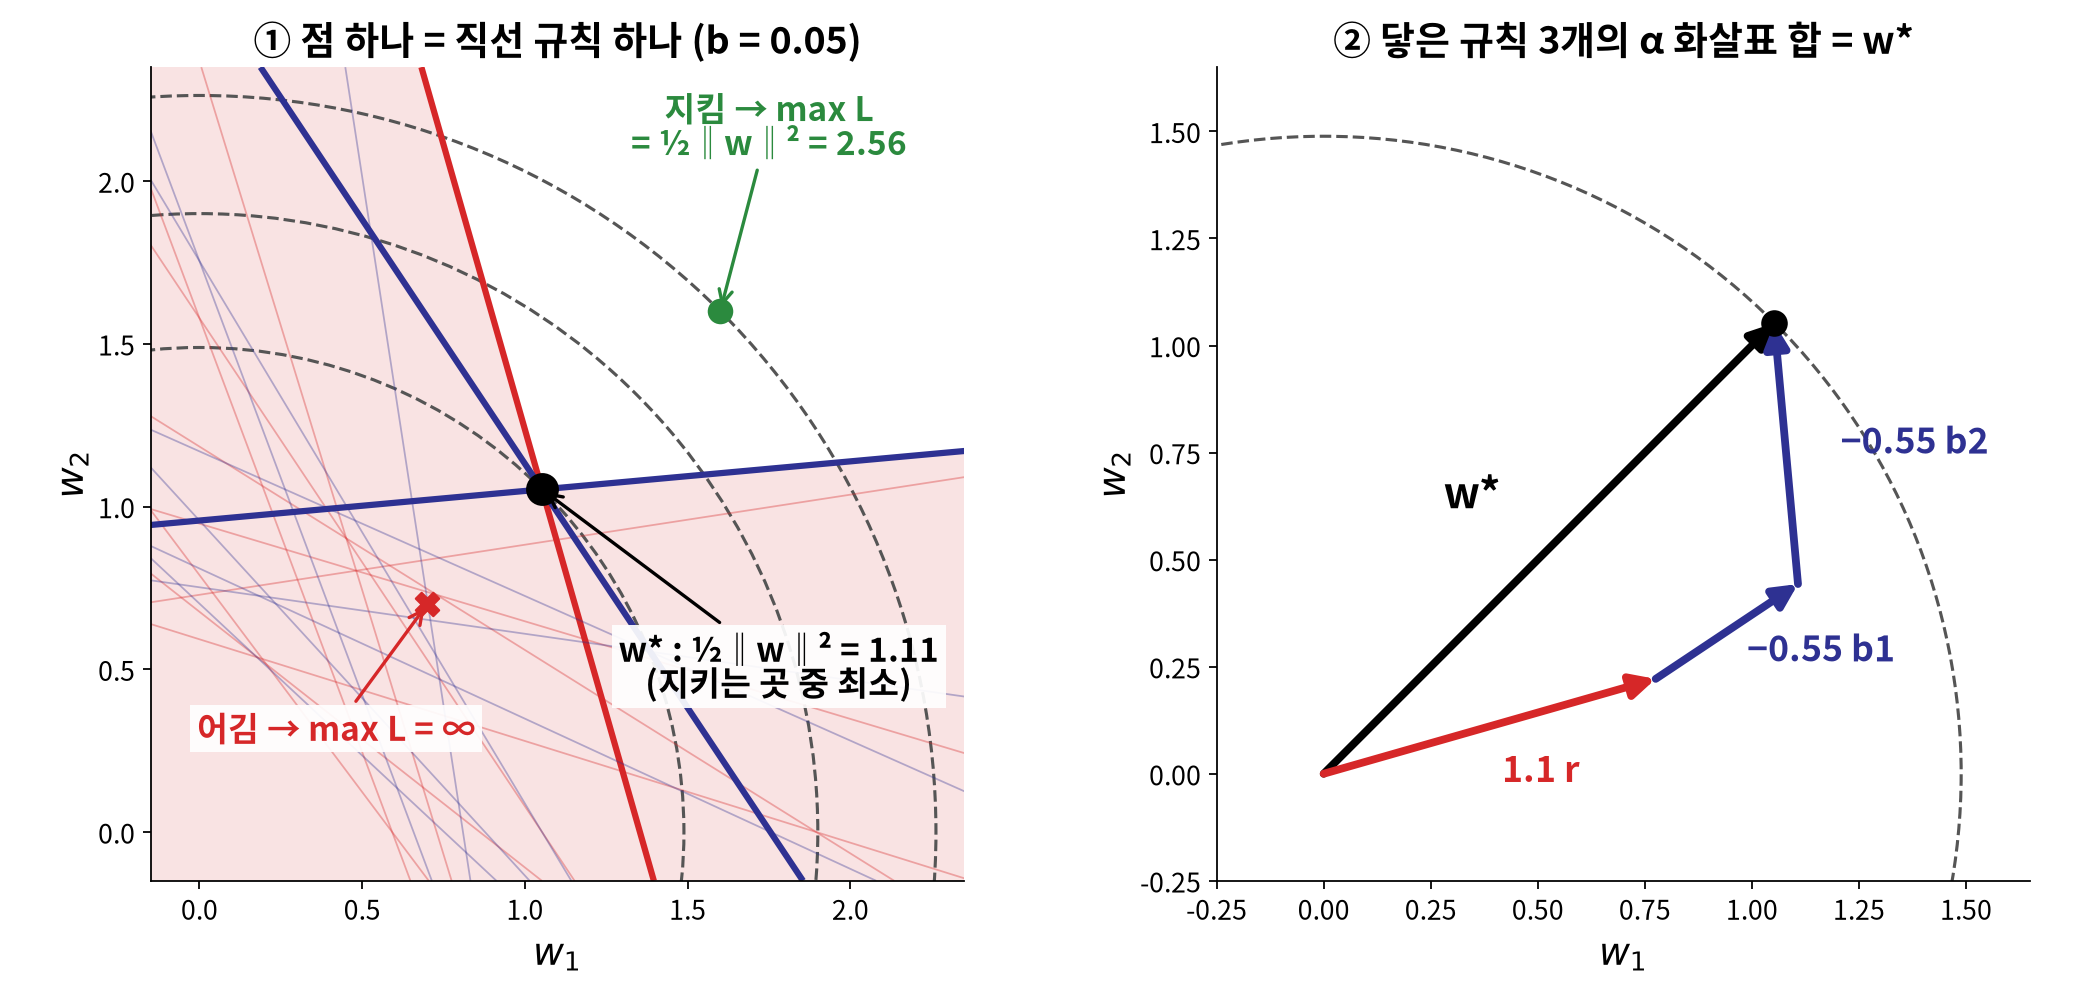 ① 점 하나 = 직선 규칙 하나 (b = 0.05)
지킴 → max L
= ½ ‖ w ‖ ² = 2.56
w* : ½ ‖ w ‖ ² = 1.11
(지키는 곳 중 최소)
어김 → max L = ∞
w₂
2.0
1.5
1.0
0.5
0.0
0.0 0.5 1.0 1.5 2.0
w₁
② 닿은 규칙 3개의 α 화살표 합 = w*
w*
−0.55 b2
−0.55 b1
1.1 r
w₂
1.50
1.25
1.00
0.75
0.50
0.25
0.00
-0.25
-0.25 0.00 0.25 0.50 0.75 1.00 1.25 1.50
w₁